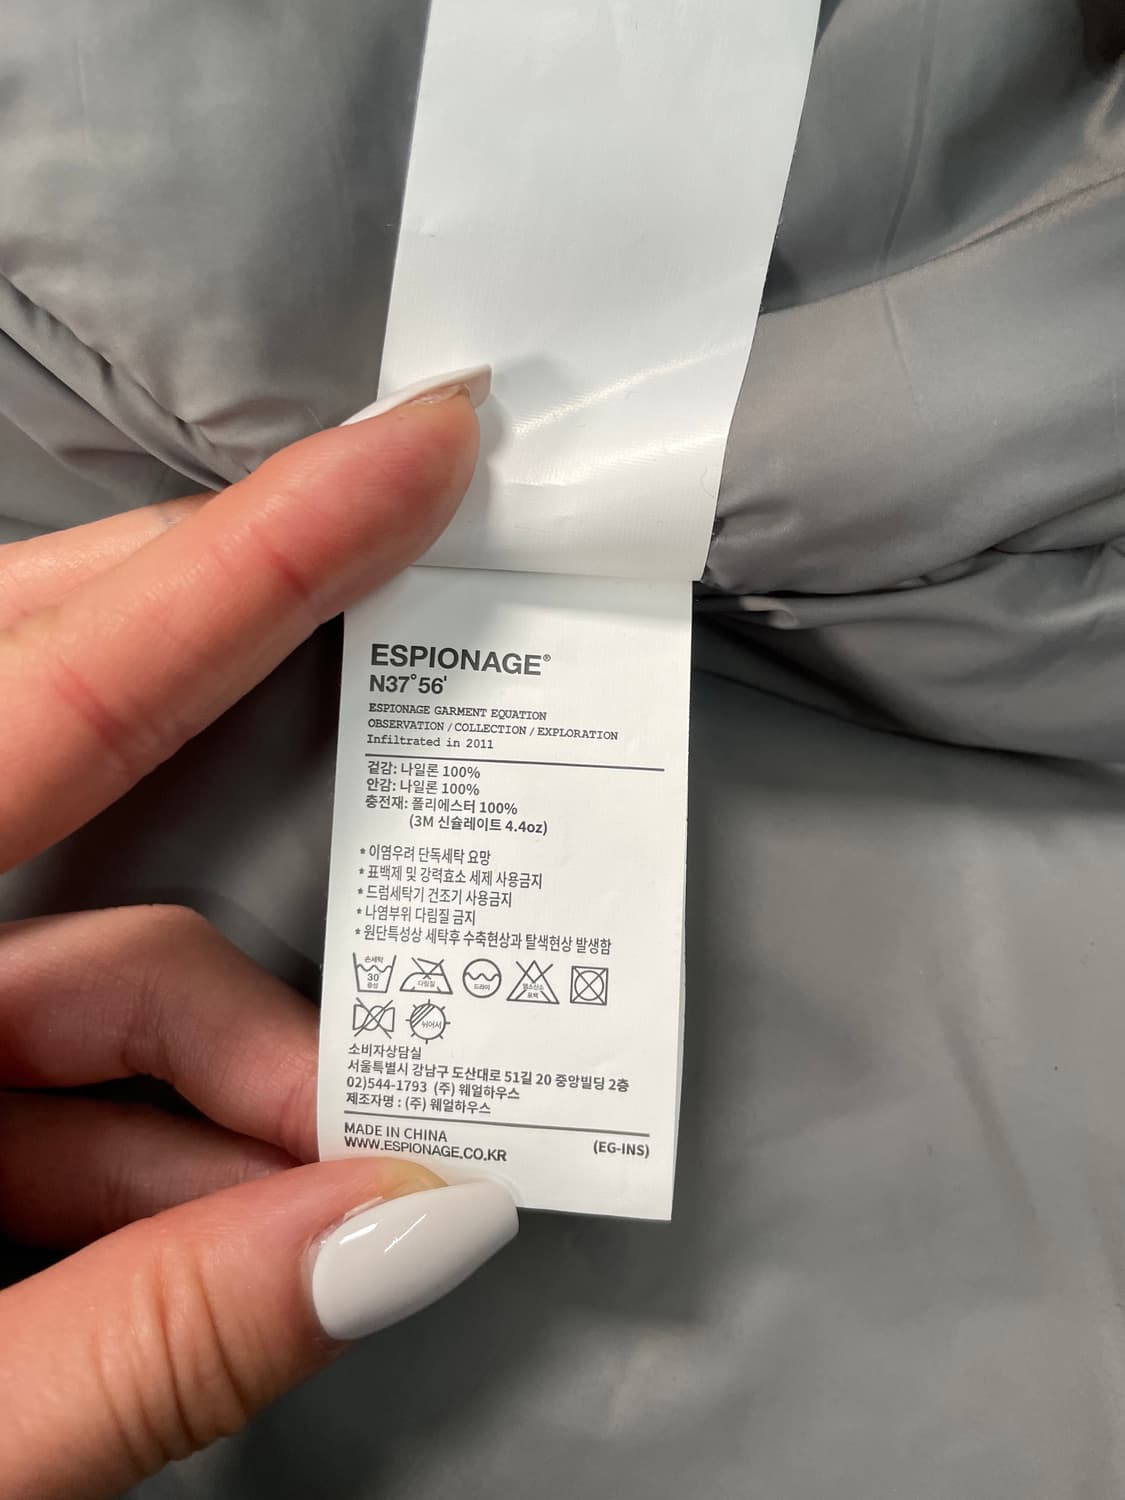 ESPIONAGE®
N37°56'
ESPIONAGE GARMENT EQUATION
OBSERVATION / COLLECTION / EXPLORATION
Infiltrated in 2011
겉감: 나일론 100%
안감: 나일론 100%
충전재: 폴리에스터 100%
(3M 신슐레이트 4.4oz)
* 이염우려 단독세탁 요망
* 표백제 및 강력효소 세제 사용금지
* 드럼세탁기 건조기 사용금지
* 나염부위 다림질 금지
* 원단특성상 세탁후 수축현상과 탈색현상 발생함
손세탁
30°
중성
다림질
드라이
염소산소
표백
뉘어서
소비자상담실
서울특별시 강남구 도산대로 51길 20 중앙빌딩 2층
02)544-1793 (주) 웨얼하우스
제조자명 : (주) 웨얼하우스
MADE IN CHINA
WWW.ESPIONAGE.CO.KR (EG-INS)